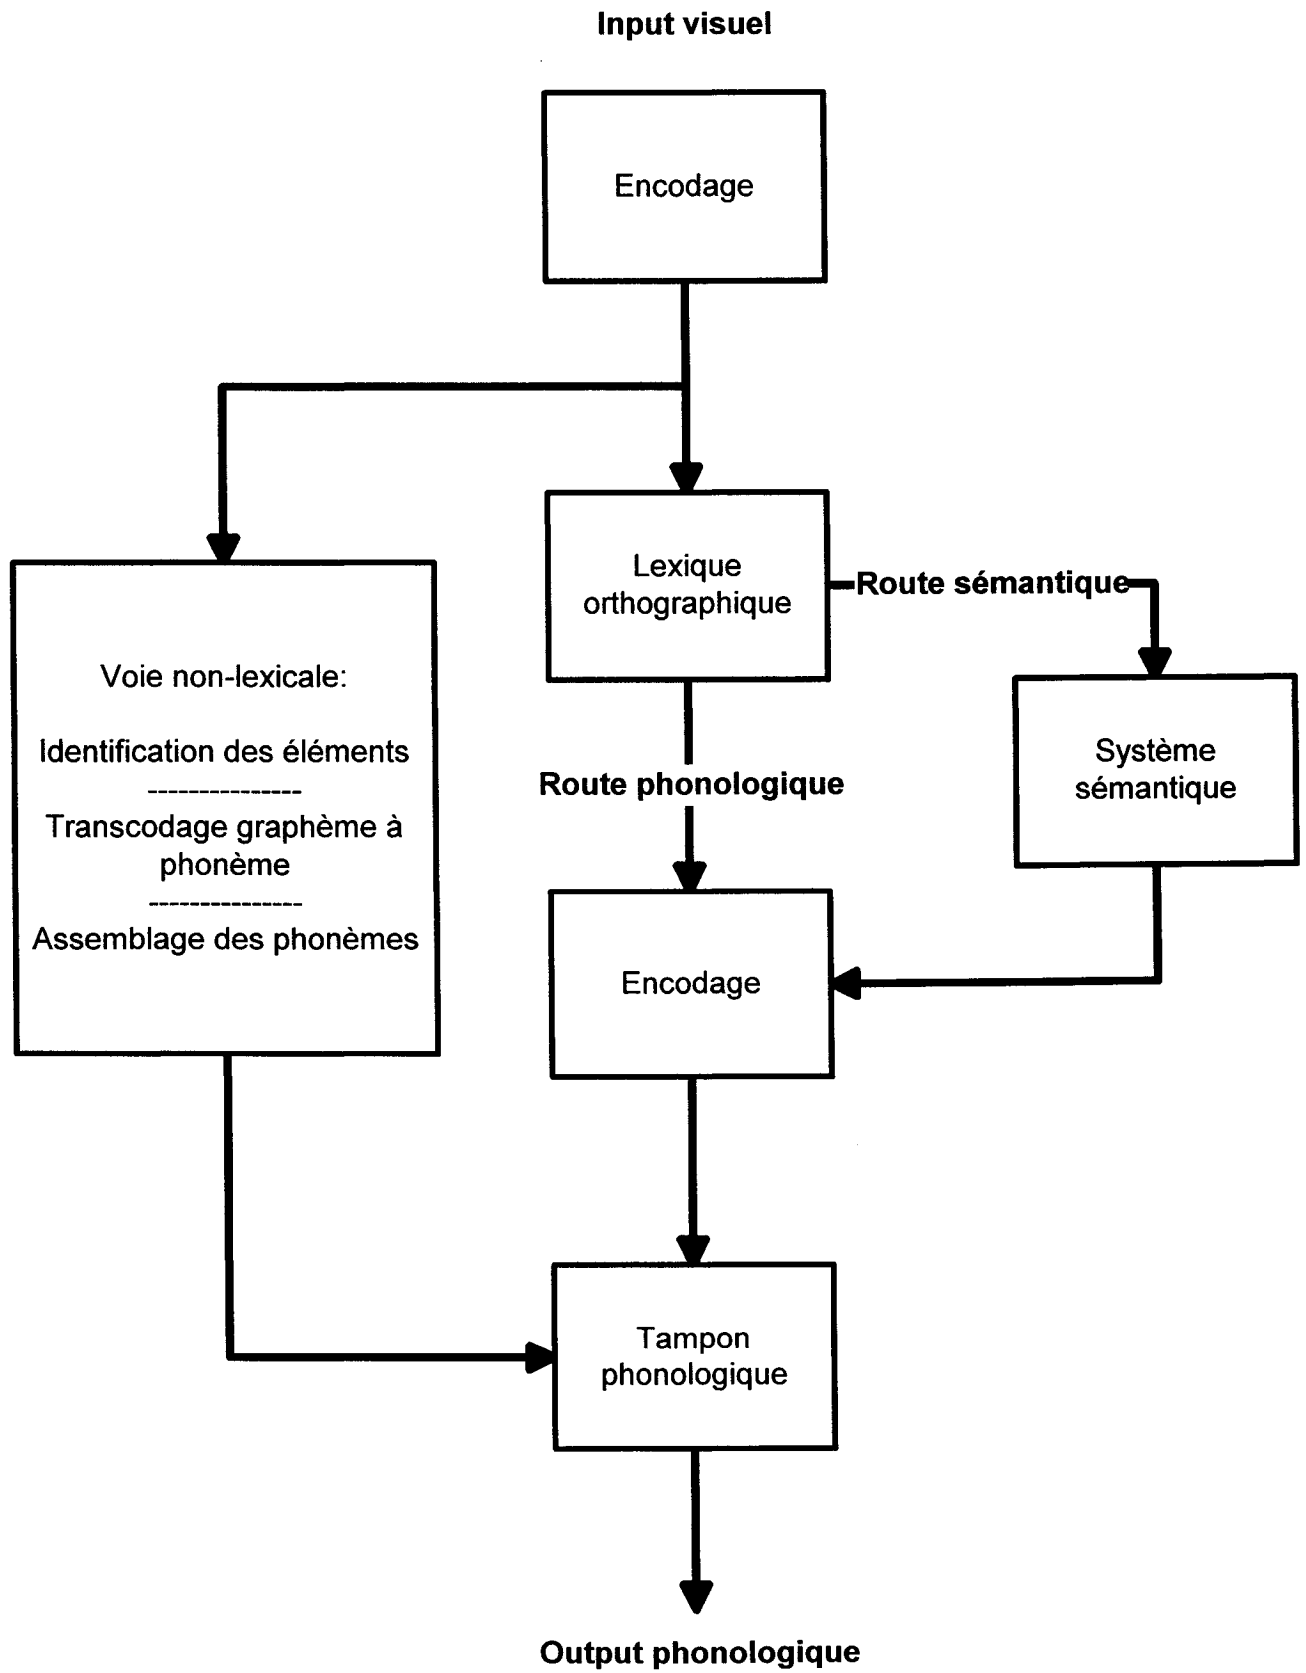 Input visuel
Encodage
Lexique
orthographique
Route sémantique
Voie non-lexicale:
Identification des éléments
---------------
Transcodage graphème à
phonème
---------------
Assemblage des phonèmes
Système
sémantique
Route phonologique
Encodage
Tampon
phonologique
Output phonologique